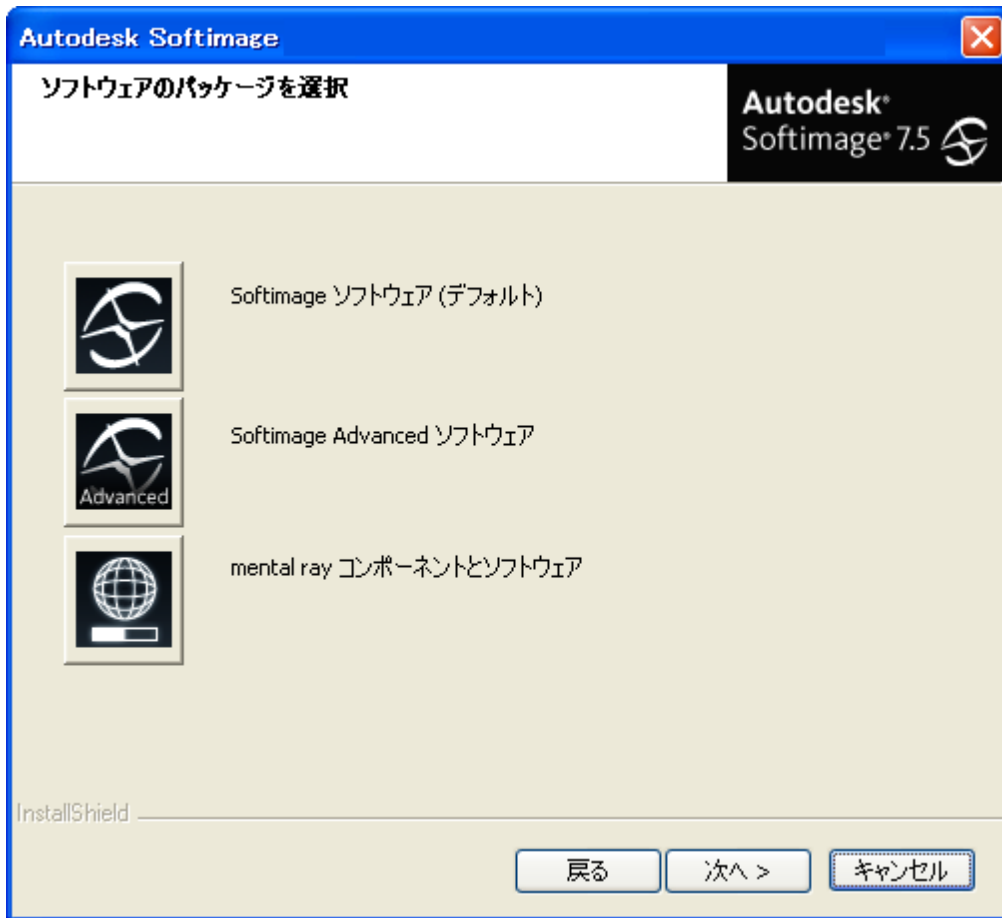 Autodesk Softimage
ソフトウェアのパッケージを選択
Autodesk®
Softimage® 7.5
Softimage ソフトウェア (デフォルト)
Advanced
Softimage Advanced ソフトウェア
mental ray コンポーネントとソフトウェア
InstallShield
戻る
次へ >
キャンセル